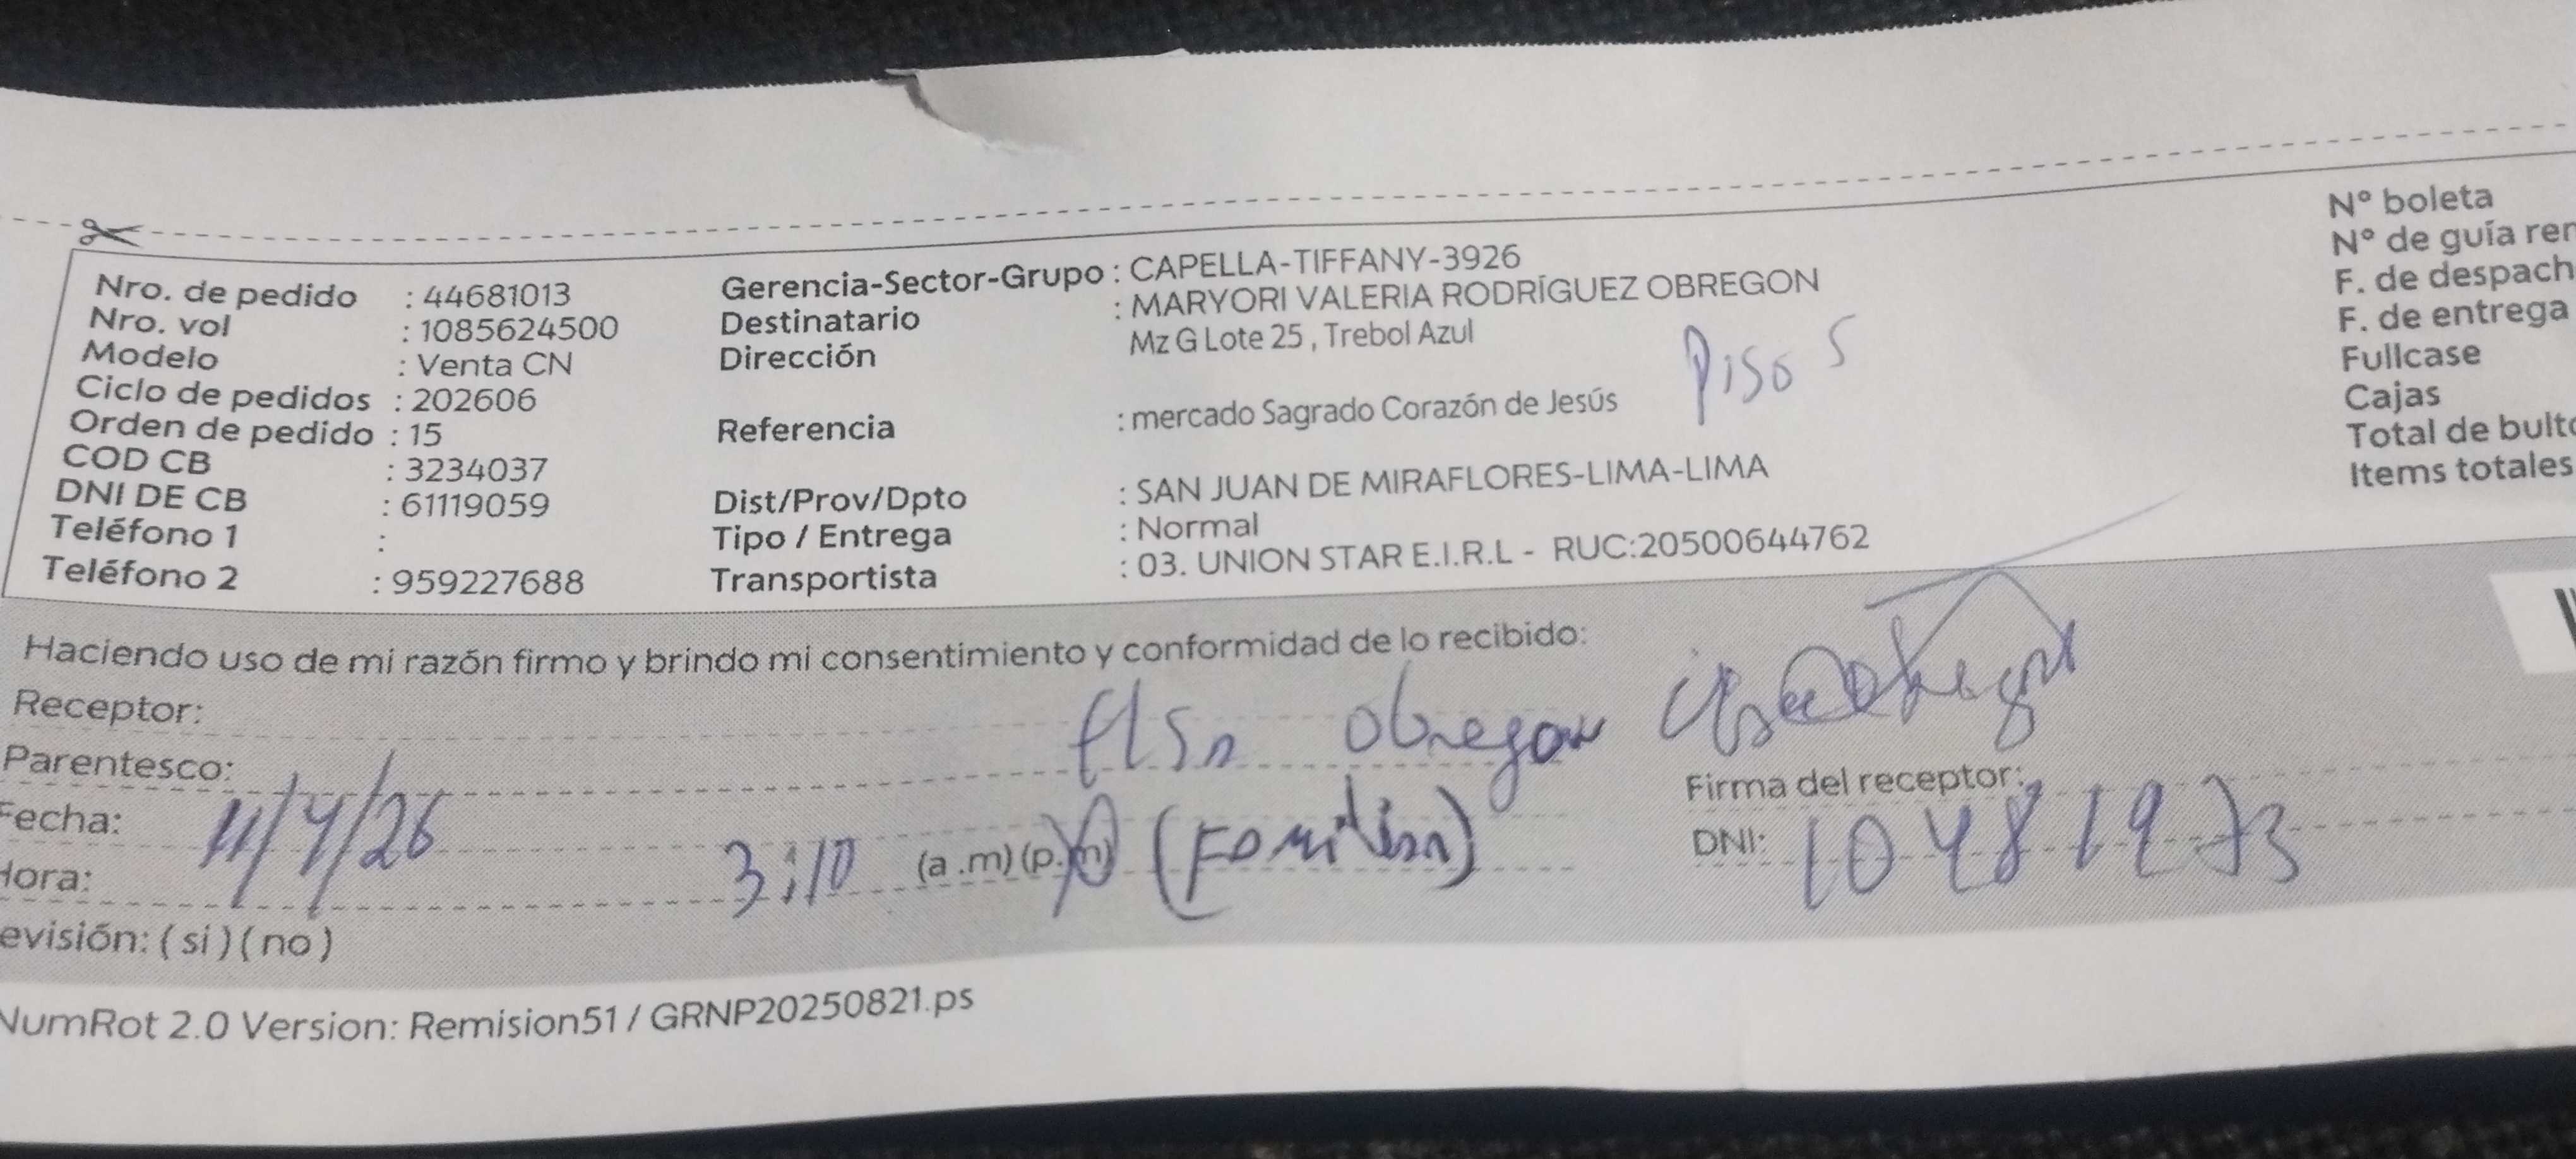 Nro. de pedido : 44681013
Nro. vol : 1085624500
Modelo : Venta CN
Ciclo de pedidos : 202606
Orden de pedido : 15
COD CB : 3234037
DNI DE CB : 61119059
Teléfono 1 :
Teléfono 2 : 959227688
Gerencia-Sector-Grupo : CAPELLA-TIFFANY-3926
Destinatario : MARYORI VALERIA RODRÍGUEZ OBREGON
Dirección Mz G Lote 25 , Trebol Azul
Piso 5
Referencia : mercado Sagrado Corazón de Jesús
Dist/Prov/Dpto : SAN JUAN DE MIRAFLORES-LIMA-LIMA
Tipo / Entrega : Normal
Transportista : 03. UNION STAR E.I.R.L - RUC:20500644762
N° boleta
N° de guía rem
F. de despach
F. de entrega
Fullcase
Cajas
Total de bulto
Items totales
Haciendo uso de mi razón firmo y brindo mi consentimiento y conformidad de lo recibido:
Receptor: Elsa Obregon
Parentesco:
Fecha: 11/4/26
Hora: 3:10 (a .m) (p.m) (Familiar)
Firma del receptor:
DNI: 10481973
evisión: ( si ) ( no )
NumRot 2.0 Version: Remision51 / GRNP20250821.ps